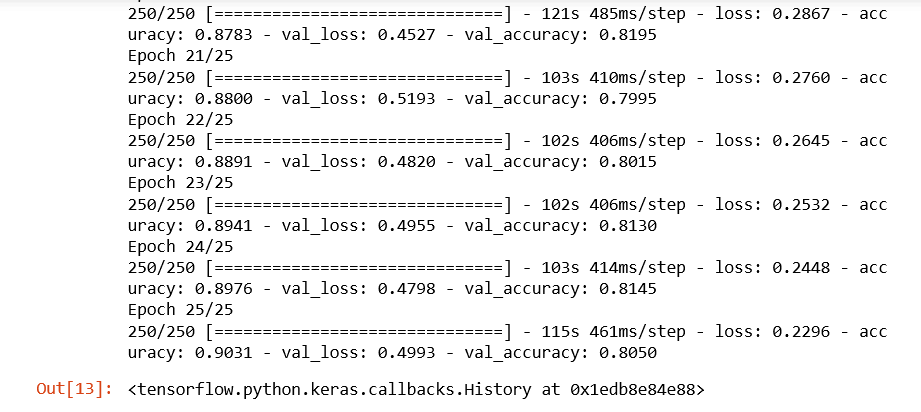 250/250 [==============================] - 121s 485ms/step - loss: 0.2867 - acc
uracy: 0.8783 - val_loss: 0.4527 - val_accuracy: 0.8195
Epoch 21/25
250/250 [==============================] - 103s 410ms/step - loss: 0.2760 - acc
uracy: 0.8800 - val_loss: 0.5193 - val_accuracy: 0.7995
Epoch 22/25
250/250 [==============================] - 102s 406ms/step - loss: 0.2645 - acc
uracy: 0.8891 - val_loss: 0.4820 - val_accuracy: 0.8015
Epoch 23/25
250/250 [==============================] - 102s 406ms/step - loss: 0.2532 - acc
uracy: 0.8941 - val_loss: 0.4955 - val_accuracy: 0.8130
Epoch 24/25
250/250 [==============================] - 103s 414ms/step - loss: 0.2448 - acc
uracy: 0.8976 - val_loss: 0.4798 - val_accuracy: 0.8145
Epoch 25/25
250/250 [==============================] - 115s 461ms/step - loss: 0.2296 - acc
uracy: 0.9031 - val_loss: 0.4993 - val_accuracy: 0.8050
Out[13]: <tensorflow.python.keras.callbacks.History at 0x1edb8e84e88>